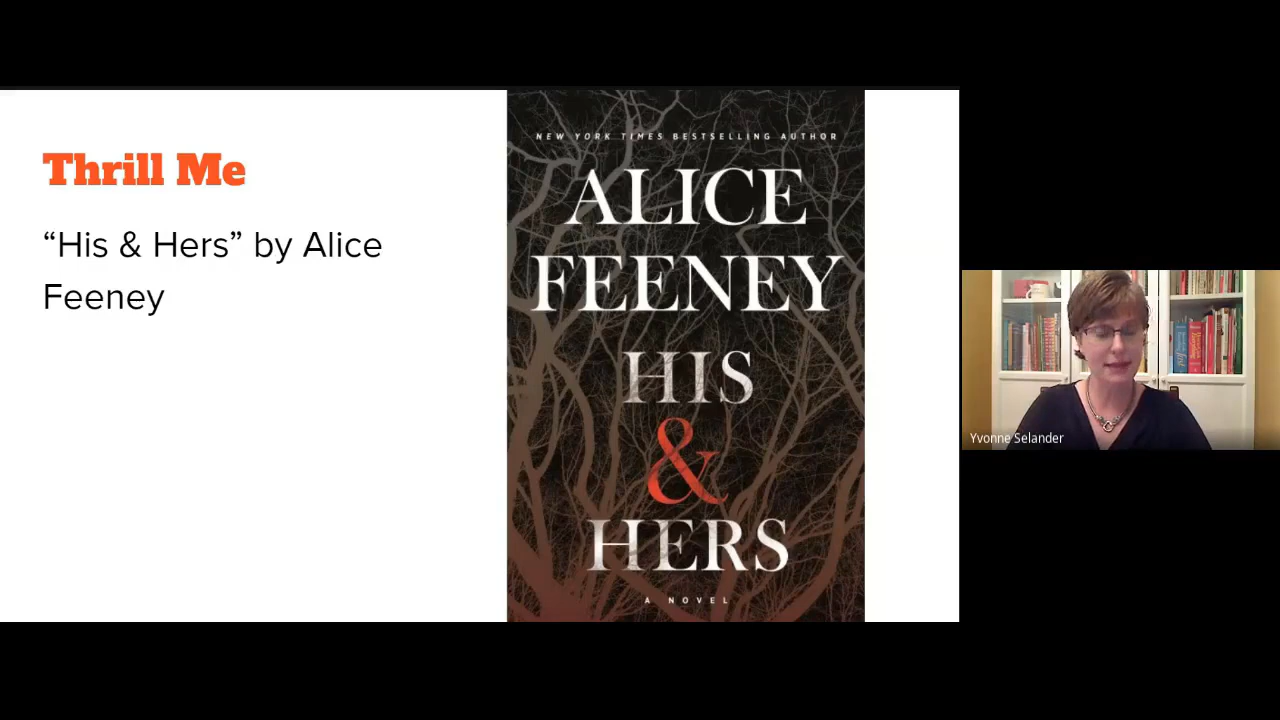 Thrill Me
“His & Hers” by Alice
Feeney
NEW YORK TIMES BESTSELLING AUTHOR
ALICE
FEENEY
HIS
&
HERS
A NOVEL
Yvonne Selander